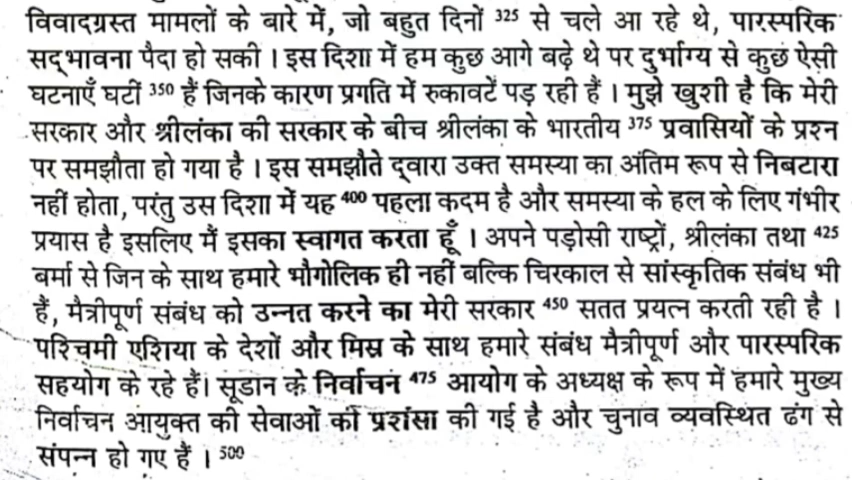 विवादग्रस्त मामलों के बारे में, जो बहुत दिनों 325 से चले आ रहे थे, पारस्परिक
सद्भावना पैदा हो सकी । इस दिशा में हम कुछ आगे बढ़े थे पर दुर्भाग्य से कुछ ऐसी
घटनाएँ घटीं 350 हैं जिनके कारण प्रगति में रुकावटें पड़ रही हैं । मुझे खुशी है कि मेरी
सरकार और श्रीलंका की सरकार के बीच श्रीलंका के भारतीय 375 प्रवासियों के प्रश्न
पर समझौता हो गया है । इस समझौते द्वारा उक्त समस्या का अंतिम रूप से निबटारा
नहीं होता, परंतु उस दिशा में यह 400 पहला कदम है और समस्या के हल के लिए गंभीर
प्रयास है इसलिए मैं इसका स्वागत करता हूँ । अपने पड़ोसी राष्ट्रों, श्रीलंका तथा 425
बर्मा से जिन के साथ हमारे भौगोलिक ही नहीं बल्कि चिरकाल से सांस्कृतिक संबंध भी
हैं, मैत्रीपूर्ण संबंध को उन्नत करने का मेरी सरकार 450 सतत प्रयत्न करती रही है ।
पश्चिमी एशिया के देशों और मिस्र के साथ हमारे संबंध मैत्रीपूर्ण और पारस्परिक
सहयोग के रहे हैं। सूडान के निर्वाचन 475 आयोग के अध्यक्ष के रूप में हमारे मुख्य
निर्वाचन आयुक्त की सेवाओं की प्रशंसा की गई है और चुनाव व्यवस्थित ढंग से
संपन्न हो गए हैं । 500